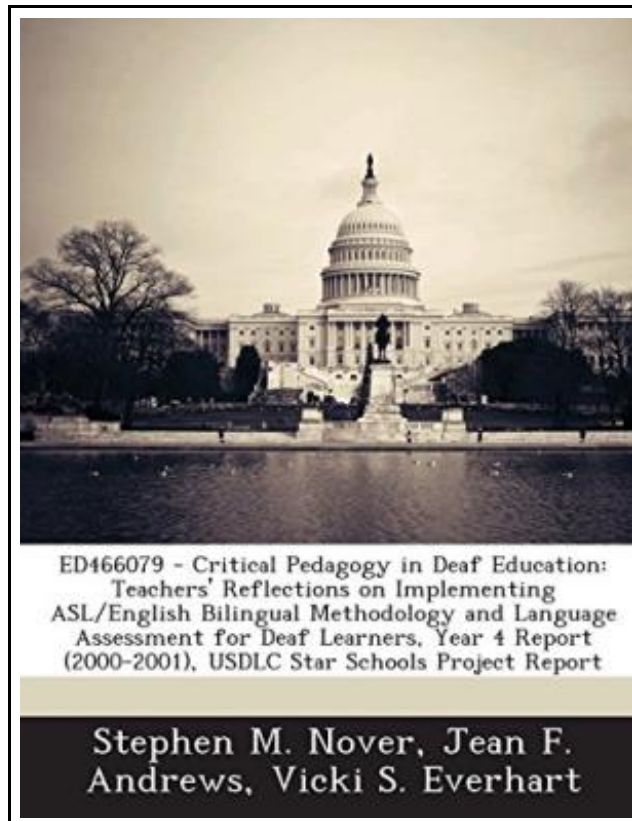 ED466079 - Critical Pedagogy in Deaf Education:
Teachers' Reflections on Implementing
ASL/English Bilingual Methodology and Language
Assessment for Deaf Learners, Year 4 Report
(2000-2001), USDLC Star Schools Project Report
Stephen M. Nover, Jean F.
Andrews, Vicki S. Everhart